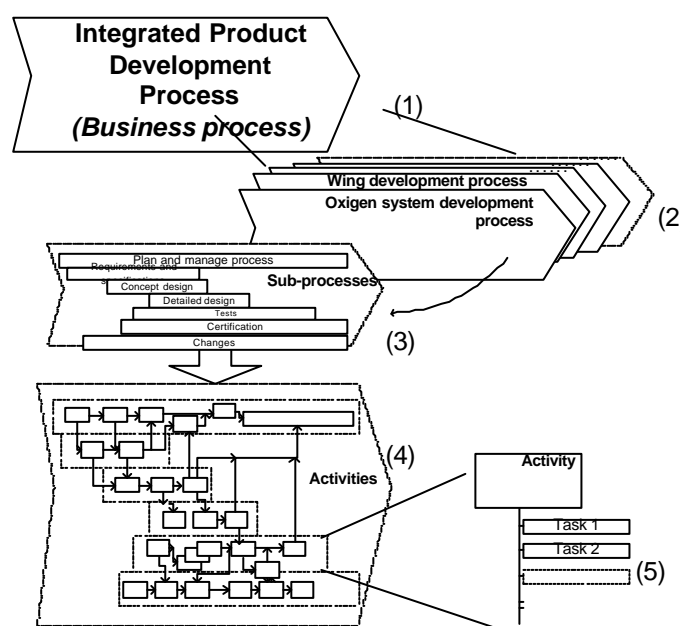 Integrated Product
Development
Process
(Business process)
(1)
Wing development process
(2
Oxigen system development
process
Plan and manage process
Requirements and
Sub-processes
Concept design
Detailed design
Tests
Certification
(3)
Changes
(4)
Activities
Activity
Task 1
Task 2
(5)